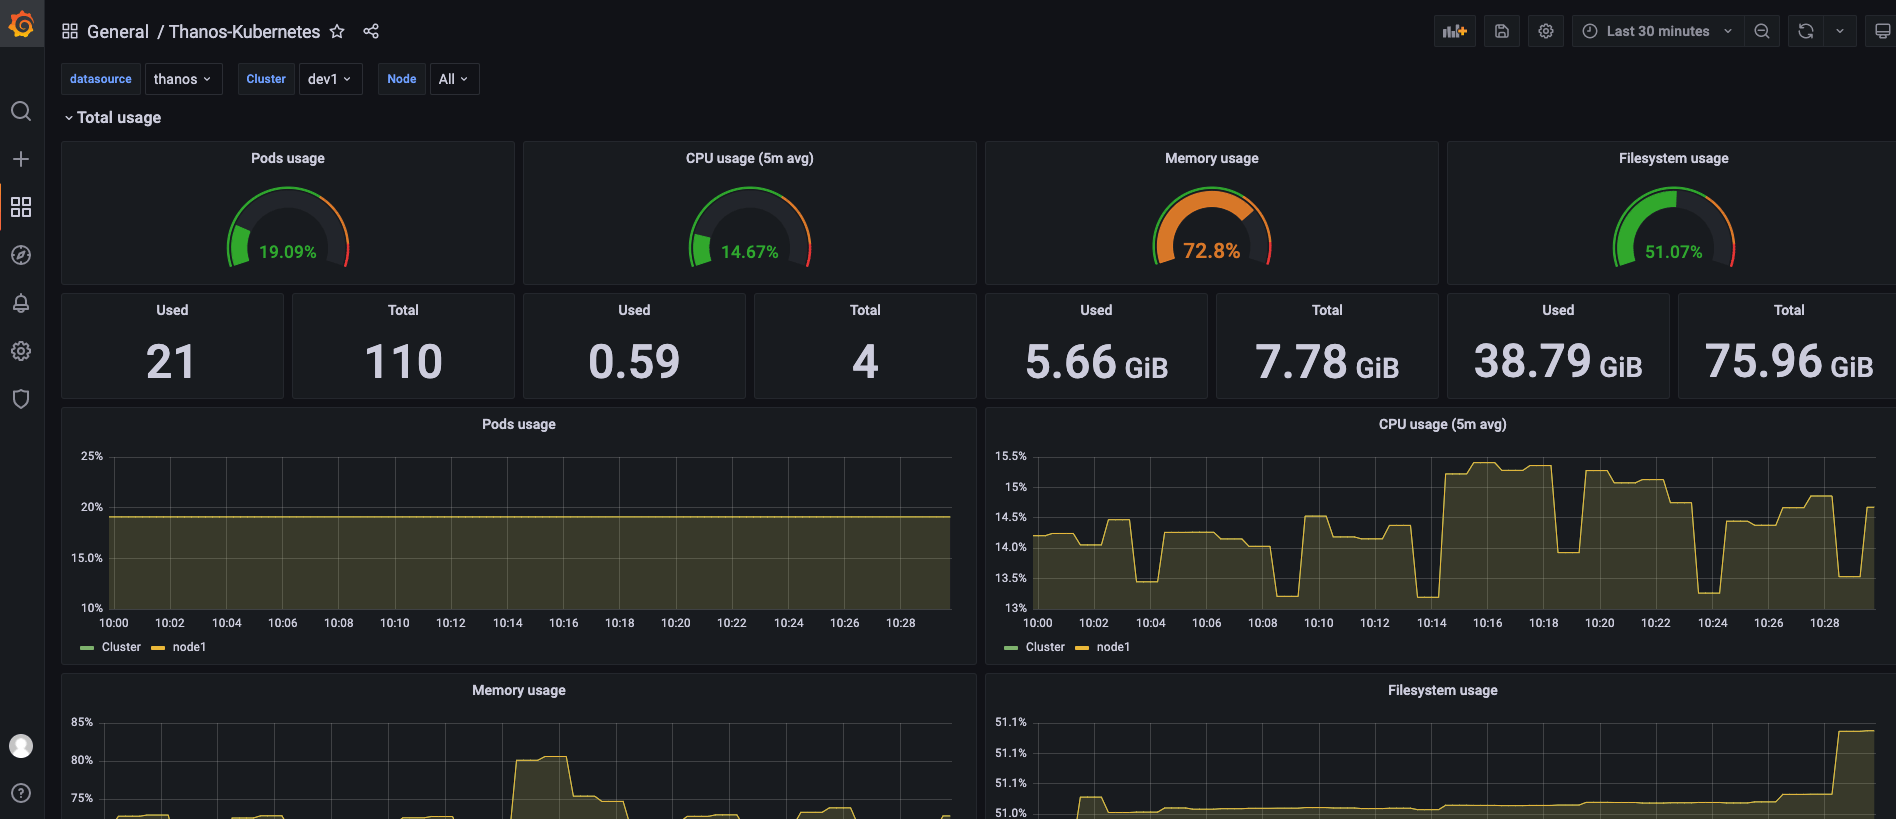 General / Thanos-Kubernetes
Last 30 minutes
datasource thanos Cluster dev1 Node All
Total usage
Pods usage
19.09%
CPU usage (5m avg)
14.67%
Memory usage
72.8%
Filesystem usage
51.07%
Used
21
Total
110
Used
0.59
Total
4
Used
5.66 GiB
Total
7.78 GiB
Used
38.79 GiB
Total
75.96 GiB
Pods usage
25%
20%
15.0%
10%
10:00 10:02 10:04 10:06 10:08 10:10 10:12 10:14 10:16 10:18 10:20 10:22 10:24 10:26 10:28
Cluster node1
CPU usage (5m avg)
15.5%
15%
14.5%
14.0%
13.5%
13%
10:00 10:02 10:04 10:06 10:08 10:10 10:12 10:14 10:16 10:18 10:20 10:22 10:24 10:26 10:28
Cluster node1
Memory usage
85%
80%
75%
Filesystem usage
51.1%
51.1%
51.1%
51.0%